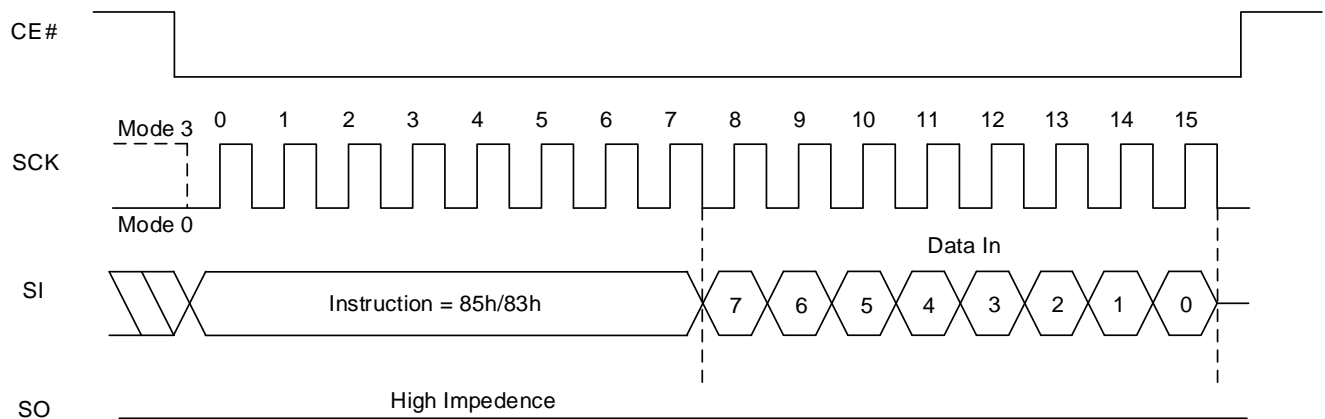 CE#
Mode 3
0 1 2 3 4 5 6 7 8 9 10 11 12 13 14 15
SCK
Mode 0
Data In
SI
Instruction = 85h/83h
7 6 5 4 3 2 1 0
High Impedence
SO